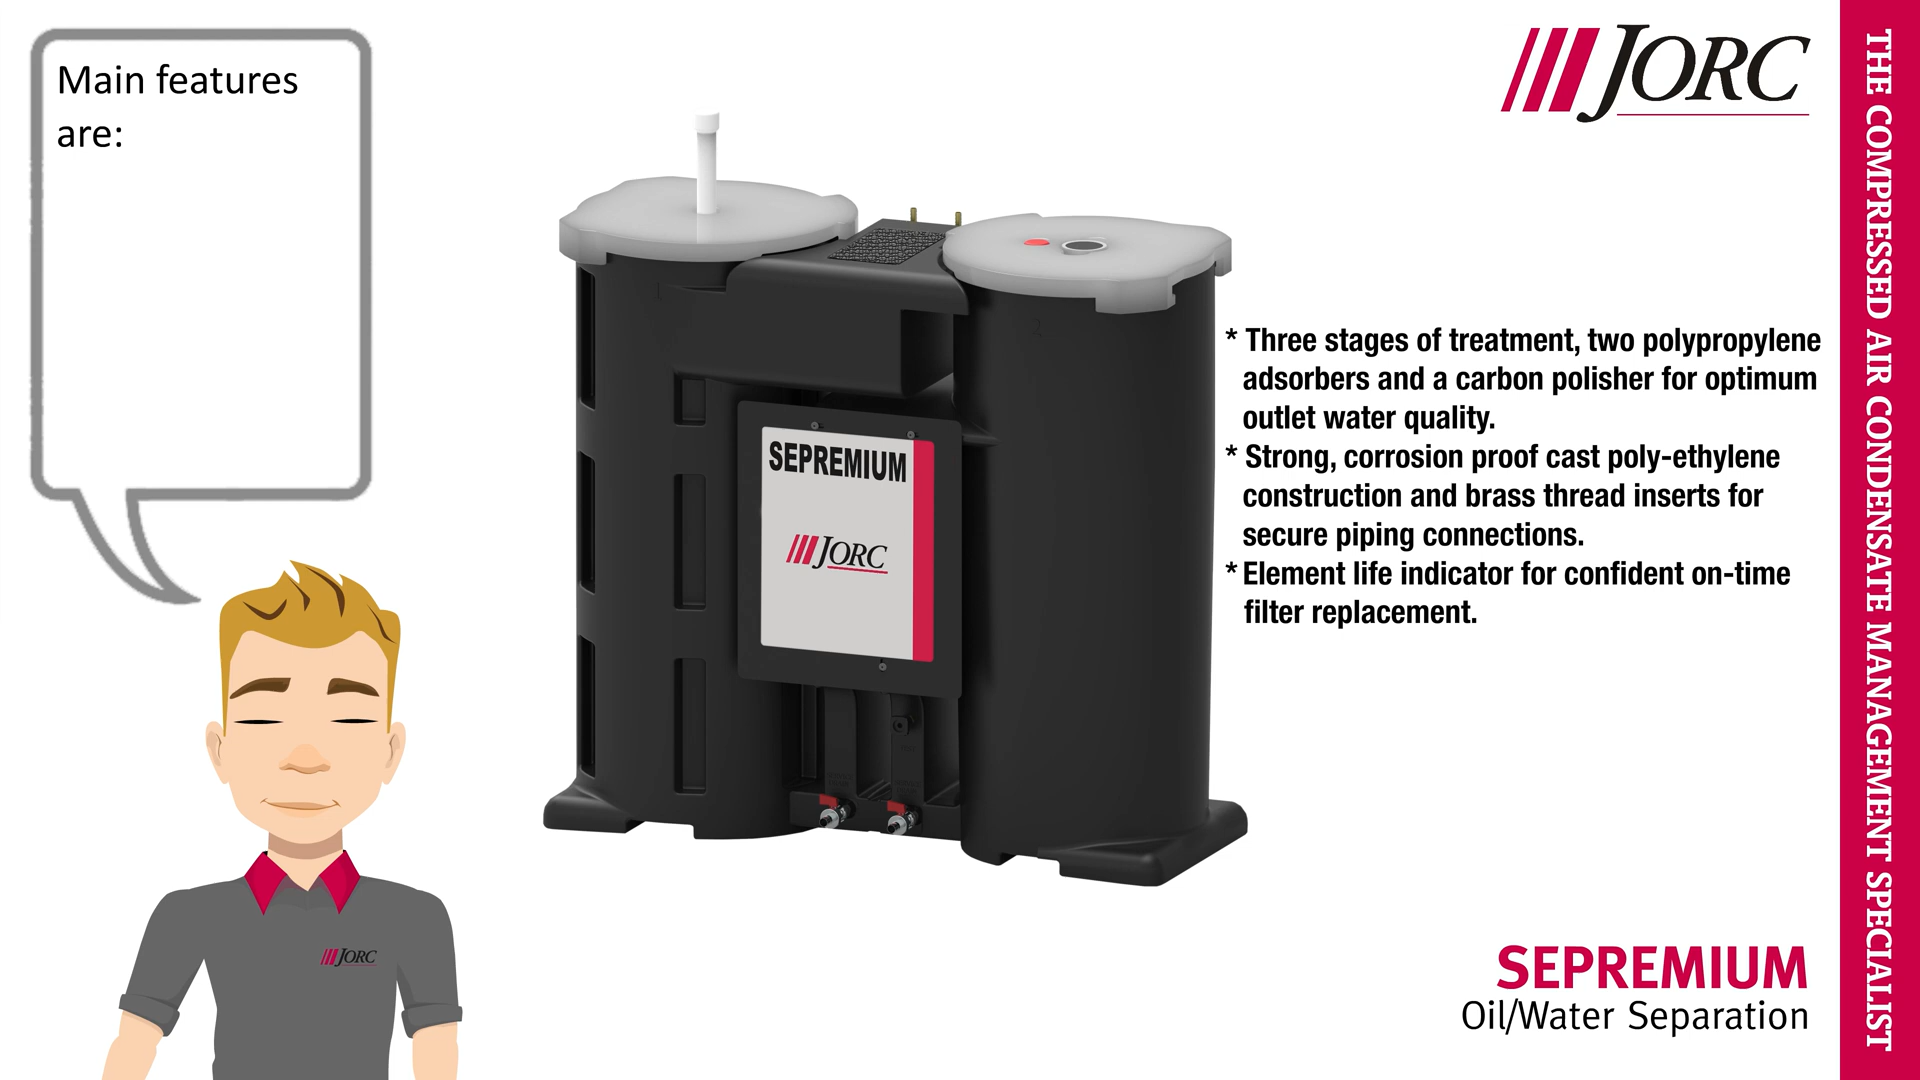 Main features
are:
JORC
* Three stages of treatment, two polypropylene
adsorbers and a carbon polisher for optimum
outlet water quality.
* Strong, corrosion proof cast poly-ethylene
construction and brass thread inserts for
secure piping connections.
* Element life indicator for confident on-time
filter replacement.
SEPREMIUM
JORC
JORC
SEPREMIUM
Oil/Water Separation
THE COMPRESSED AIR CONDENSATE MANAGEMENT SPECIALIST